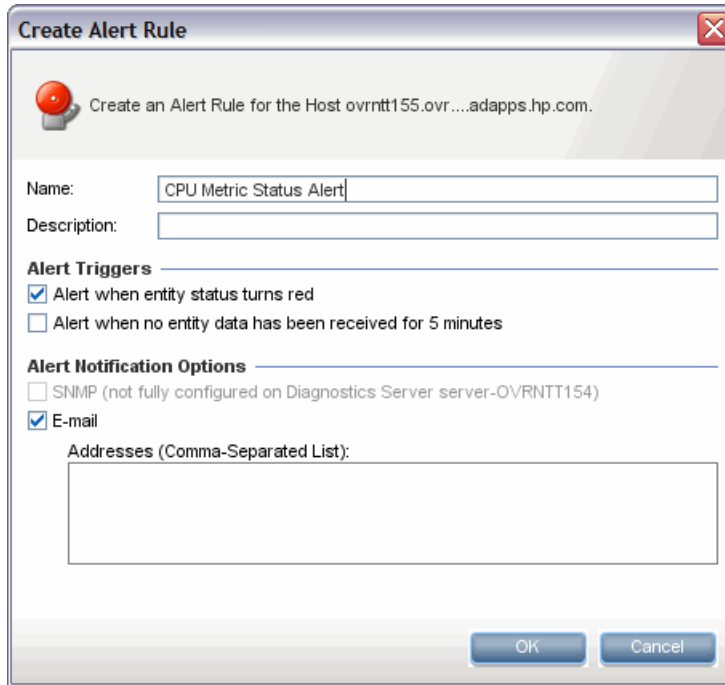 Create Alert Rule
Create an Alert Rule for the Host ovrntt155.ovr....adapps.hp.com.
Name:
CPU Metric Status Alert
Description:
Alert Triggers
Alert when entity status turns red
Alert when no entity data has been received for 5 minutes
Alert Notification Options
SNMP (not fully configured on Diagnostics Server server-OVRNTT154)
E-mail
Addresses (Comma-Separated List):
OK
Cancel